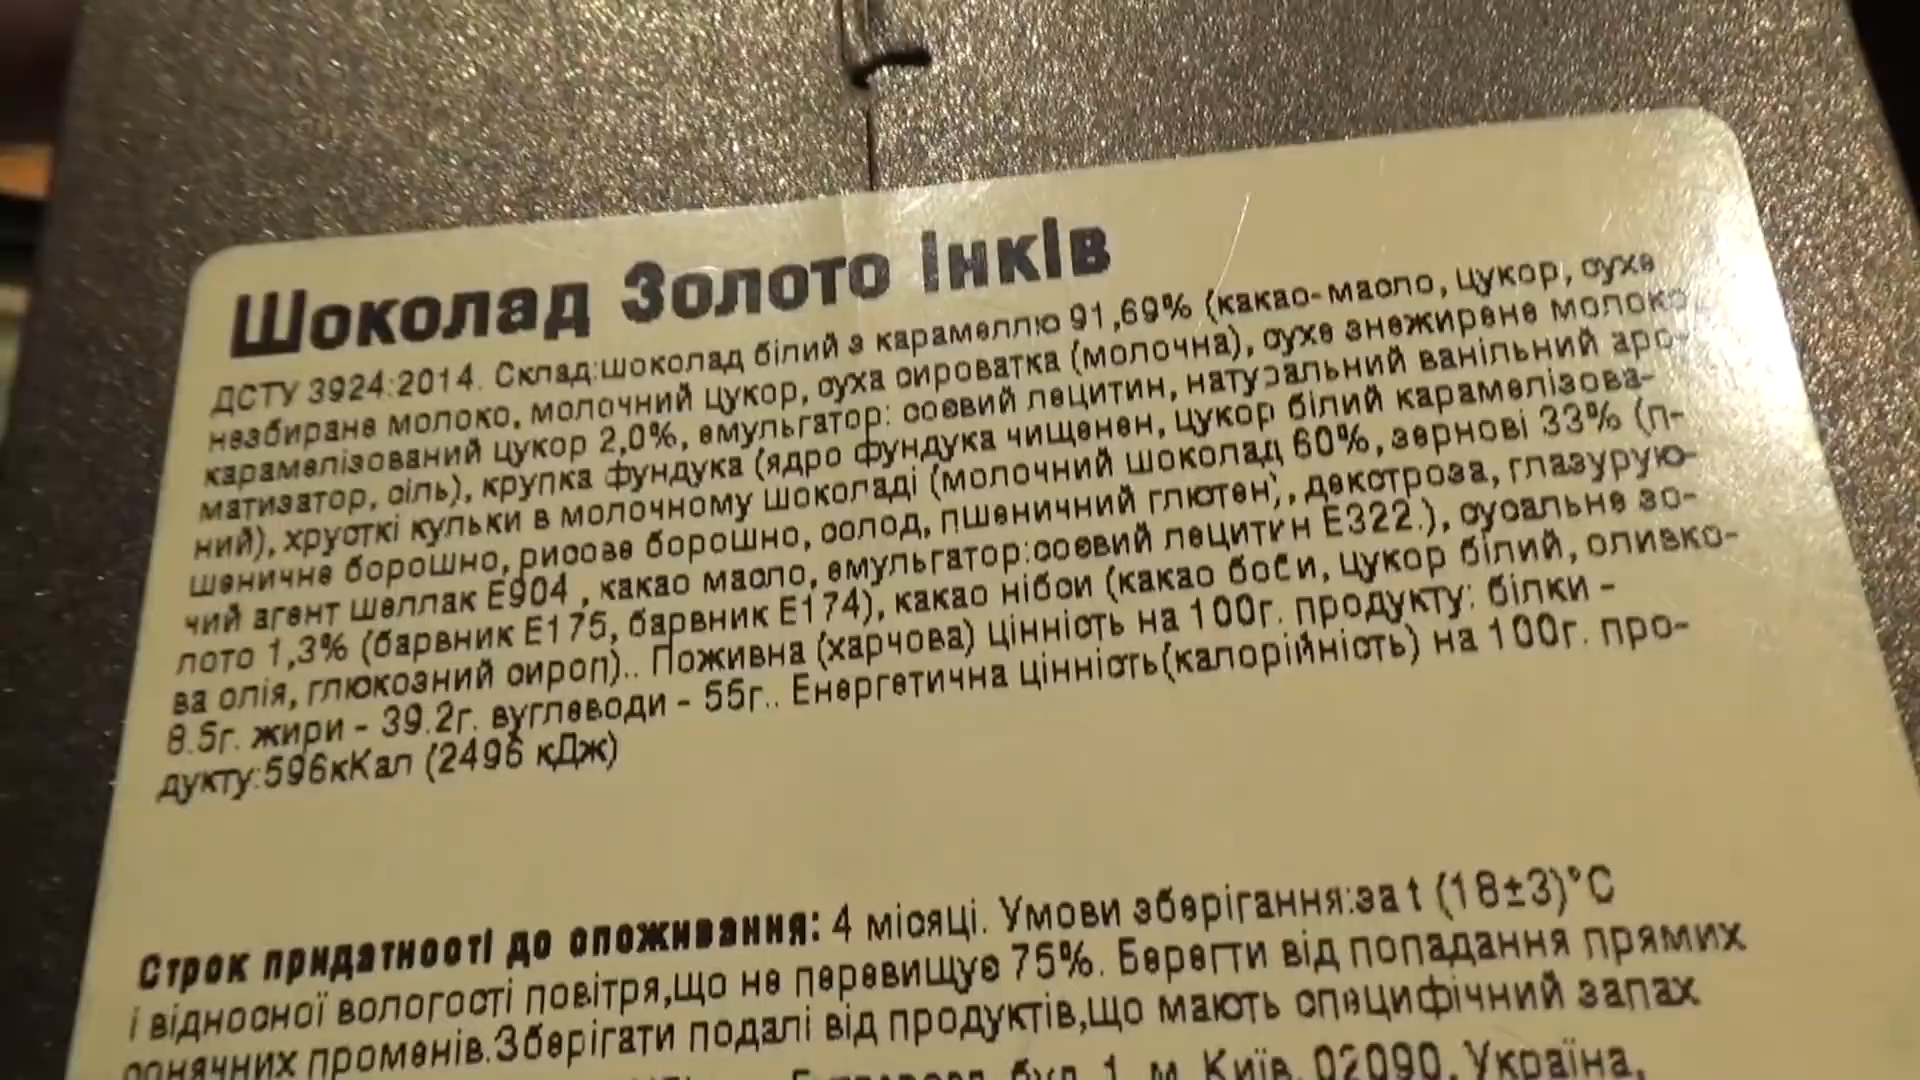 Шоколад Золото Інків
ДСТУ 3924:2014. Склад:шоколад білий з карамеллю 91,69% (какао-масло, цукор, сухе
незбиране молоко, молочний цукор, суха сироватка (молочна), сухе знежирене молоко,
карамелізований цукор 2,0%, емульгатор: соєвий лецитин, натуральний ванільний аро-
матизатор, сіль), крупка фундука (ядро фундука чищенен, цукор білий карамелізова-
ний), хрусткі кульки в молочному шоколаді (молочний шоколад 60%, зернові 33% (п-
шеничне борошно, рисове борошно, солод, пшеничний глютен), декстроза, глазурую-
чий агент шеллак Е904 , какао масло, емульгатор:соєвий лецитин Е322.), сусальне зо-
лото 1,3% (барвник Е175, барвник Е174), какао нібси (какао боби, цукор білий, оливко-
ва олія, глюкозний сироп).. Поживна (харчова) цінність на 100г. продукту: білки -
8.5г. жири - 39.2г. вуглеводи - 55г.. Енергетична цінність(калорійність) на 100г. про-
дукту:596кКал (2496 кДж)
Строк придатності до споживання: 4 місяці. Умови зберігання:за t (18±3)°C
і відносної вологості повітря,що не перевищує 75%. Берегти від попадання прямих
сонячних променів.Зберігати подалі від продуктів,що мають специфічний запах
буд. 1, м. Київ, 02090, Україна,